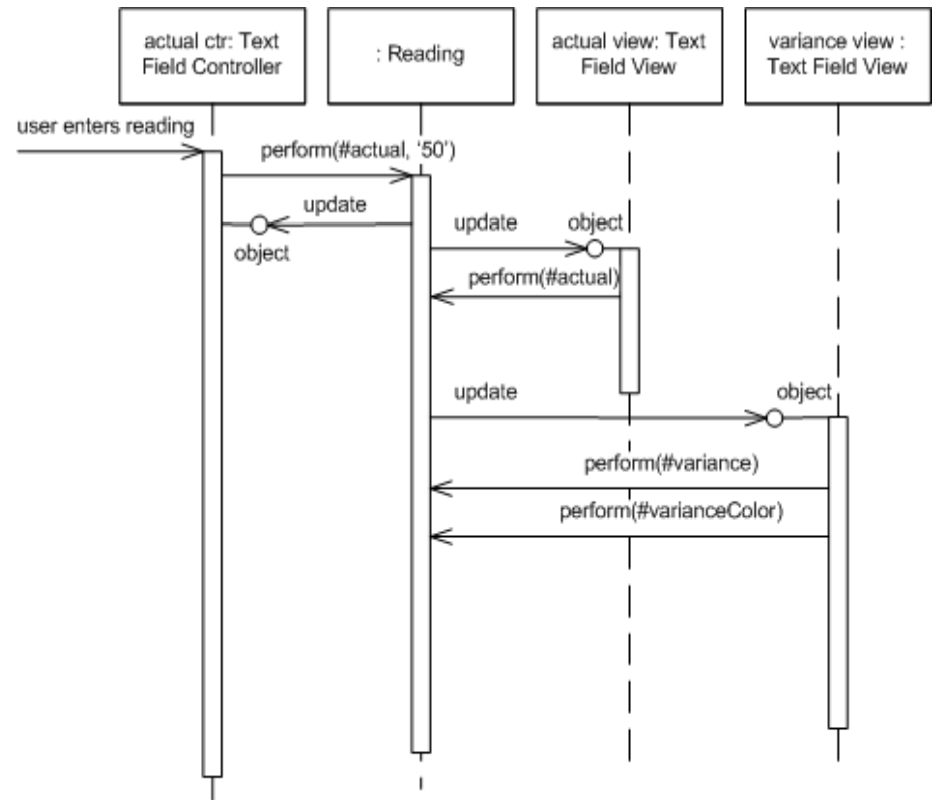 actual ctr: Text
Field Controller
: Reading
actual view: Text
Field View
variance view :
Text Field View
user enters reading
perform(#actual, '50')
update
object
update
object
perform(#actual)
update
object
perform(#variance)
perform(#varianceColor)